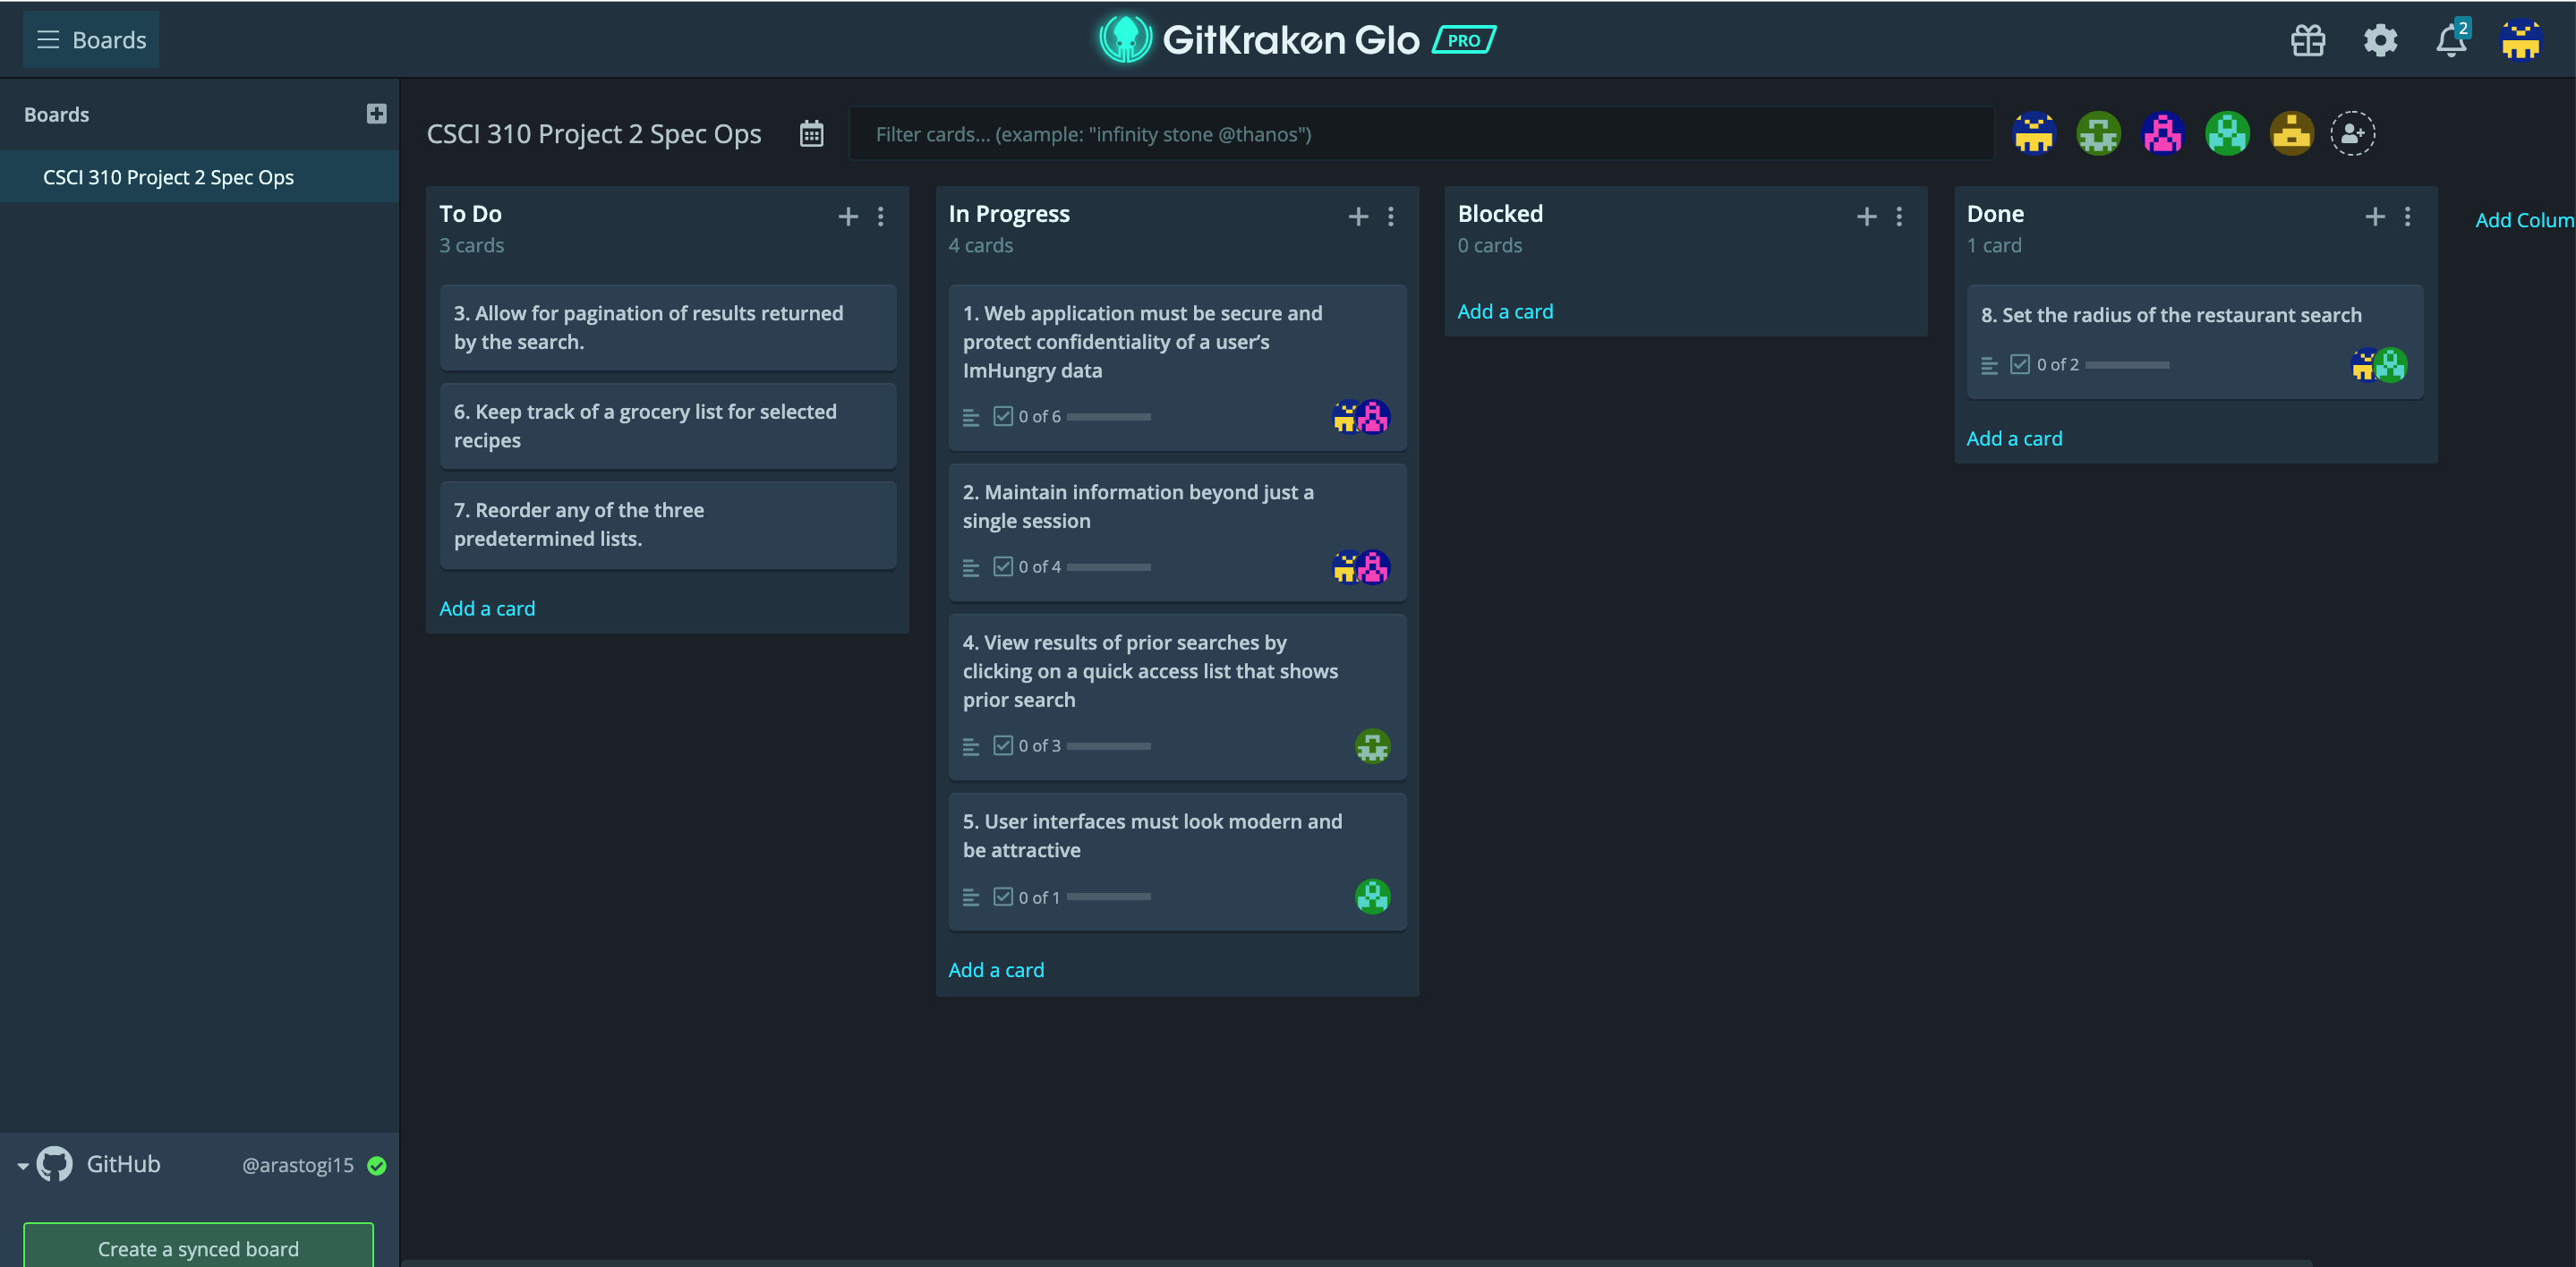 Boards
GitKraken Glo PRO
2
Boards
CSCI 310 Project 2 Spec Ops
CSCI 310 Project 2 Spec Ops
Filter cards... (example: "infinity stone @thanos")
To Do
3 cards
3. Allow for pagination of results returned
by the search.
6. Keep track of a grocery list for selected
recipes
7. Reorder any of the three
predetermined lists.
Add a card
In Progress
4 cards
1. Web application must be secure and
protect confidentiality of a user’s
ImHungry data
0 of 6
2. Maintain information beyond just a
single session
0 of 4
4. View results of prior searches by
clicking on a quick access list that shows
prior search
0 of 3
5. User interfaces must look modern and
be attractive
0 of 1
Add a card
Blocked
0 cards
Add a card
Done
1 card
8. Set the radius of the restaurant search
0 of 2
Add a card
Add Colum
GitHub
@arastogi15
Create a synced board